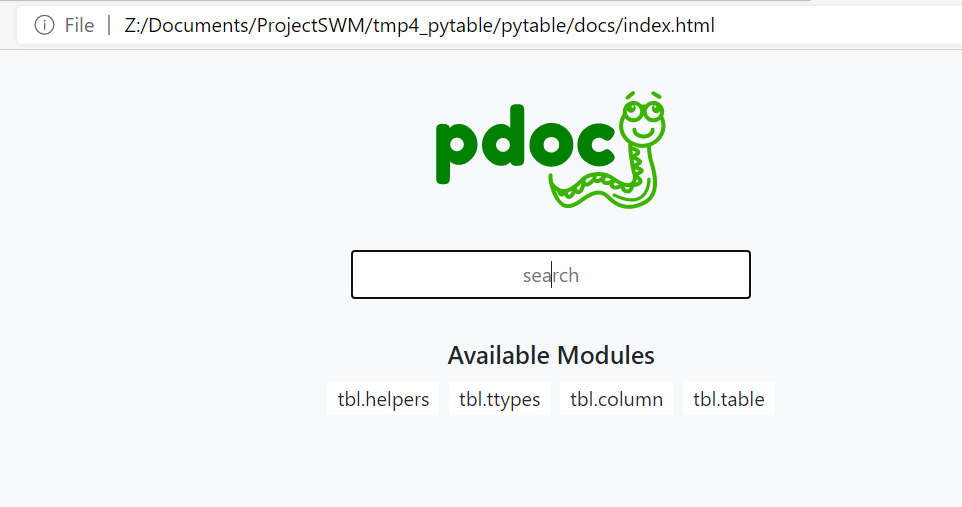 File | Z:/Documents/ProjectSWM/tmp4_pytable/pytable/docs/index.html
pdoc
search
Available Modules
tbl.helpers tbl.ttypes tbl.column tbl.table